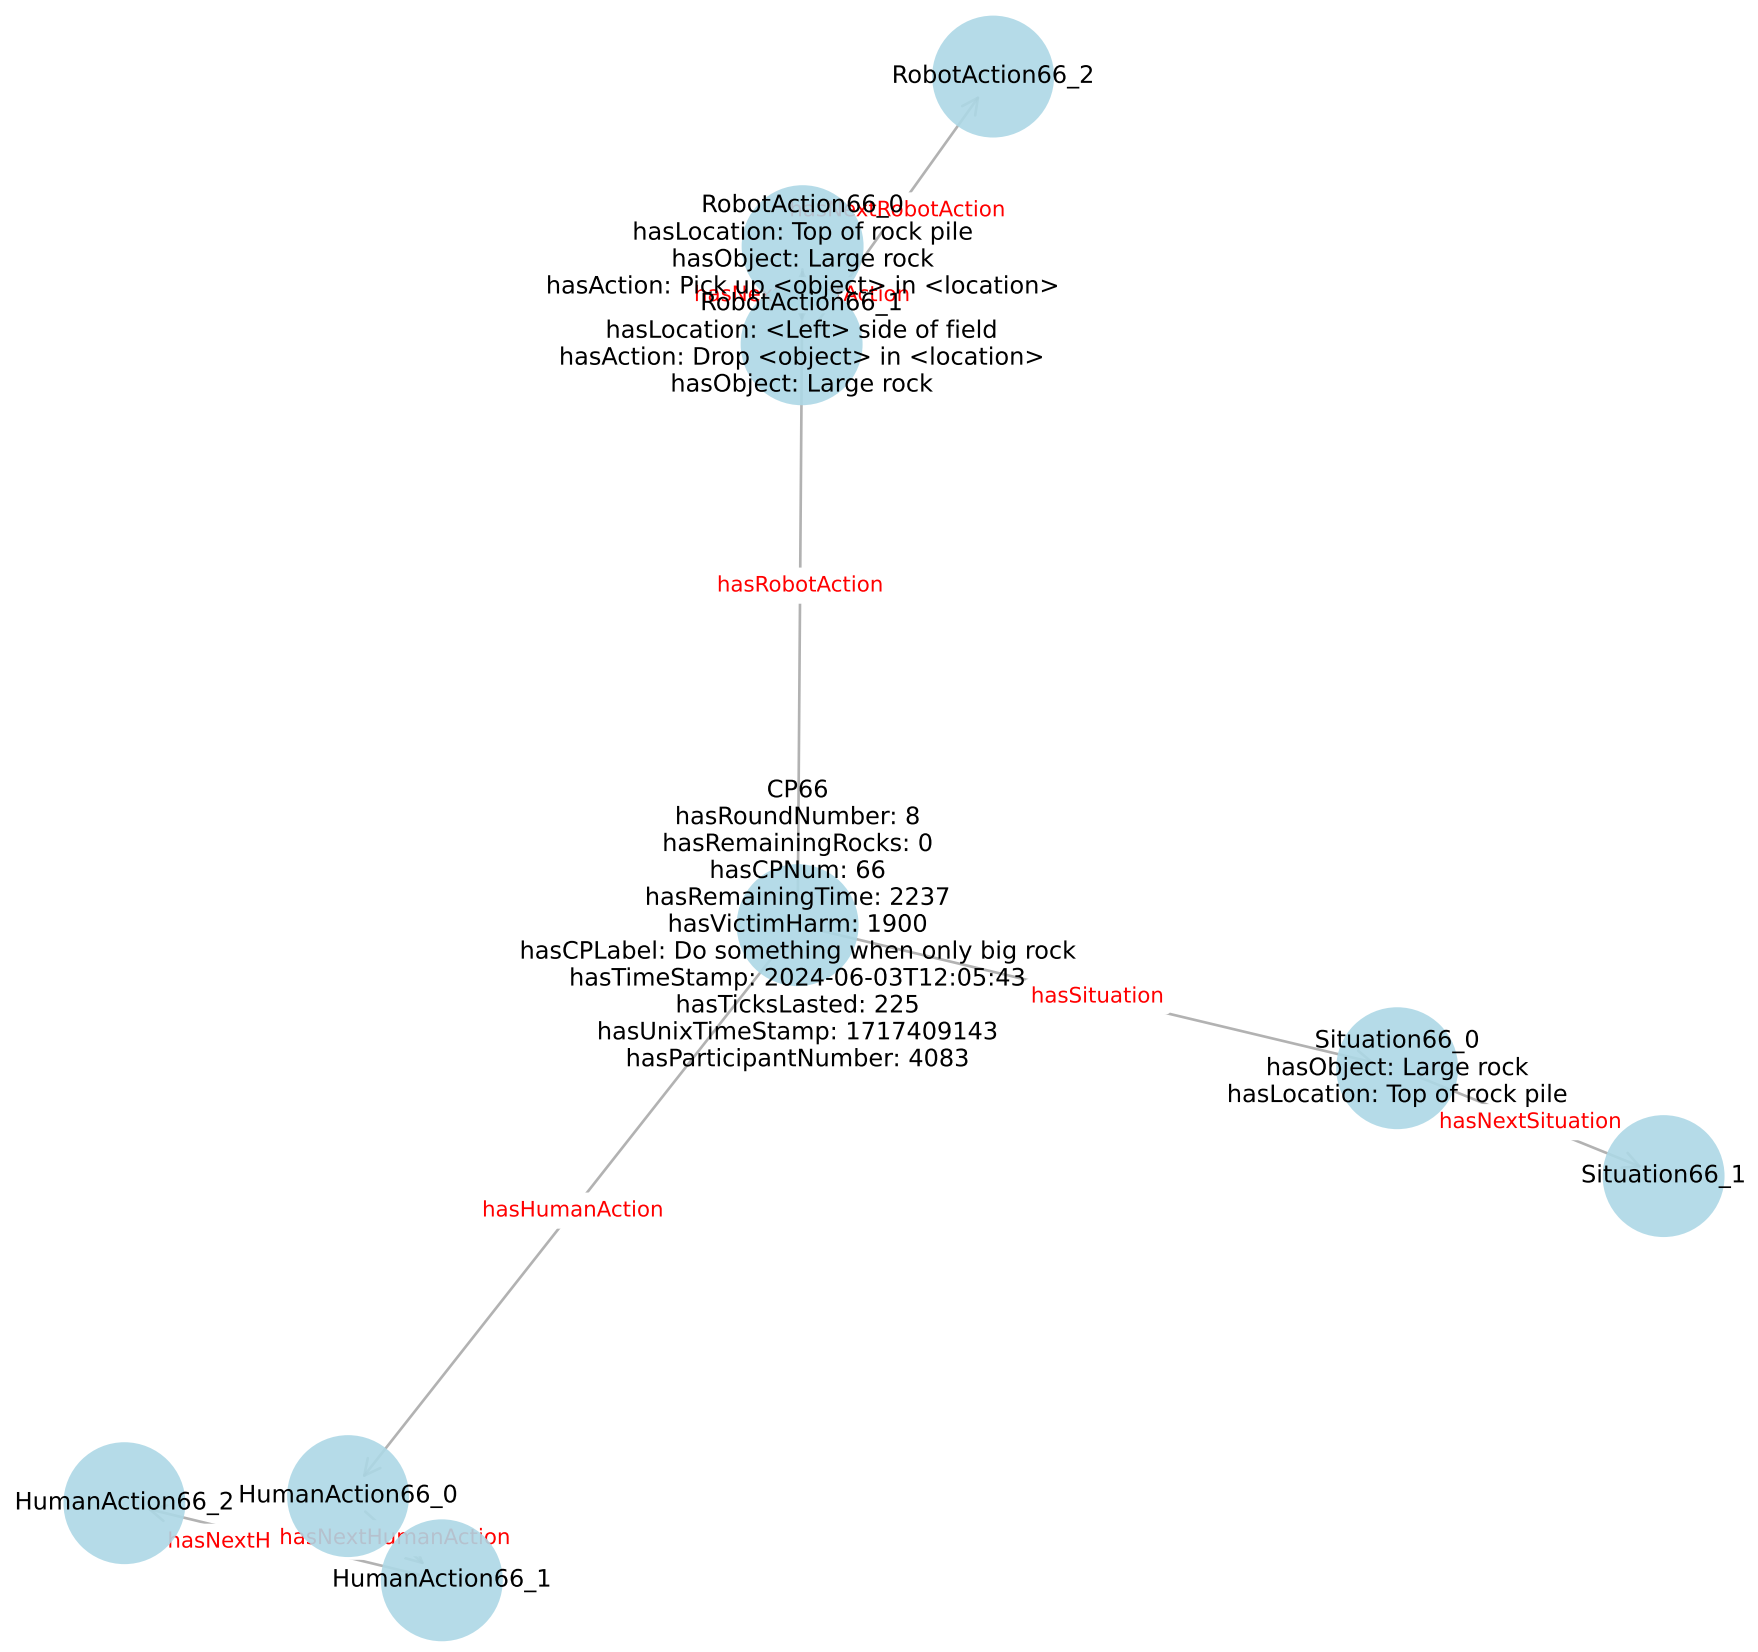 RobotAction66_2
hasNextRobotAction
RobotAction66_0
hasLocation: Top of rock pile
hasObject: Large rock
hasAction: Pick up <object> in <location>
RobotAction66_1
hasLocation: <Left> side of field
hasAction: Drop <object> in <location>
hasObject: Large rock
hasRobotAction
CP66
hasRoundNumber: 8
hasRemainingRocks: 0
hasCPNum: 66
hasRemainingTime: 2237
hasVictimHarm: 1900
hasCPLabel: Do something when only big rock
hasTimeStamp: 2024-06-03T12:05:43
hasTicksLasted: 225
hasUnixTimeStamp: 1717409143
hasParticipantNumber: 4083
hasSituation
Situation66_0
hasObject: Large rock
hasLocation: Top of rock pile
hasNextSituation
Situation66_1
hasHumanAction
HumanAction66_2
HumanAction66_0
hasNextH
hasNextHumanAction
HumanAction66_1